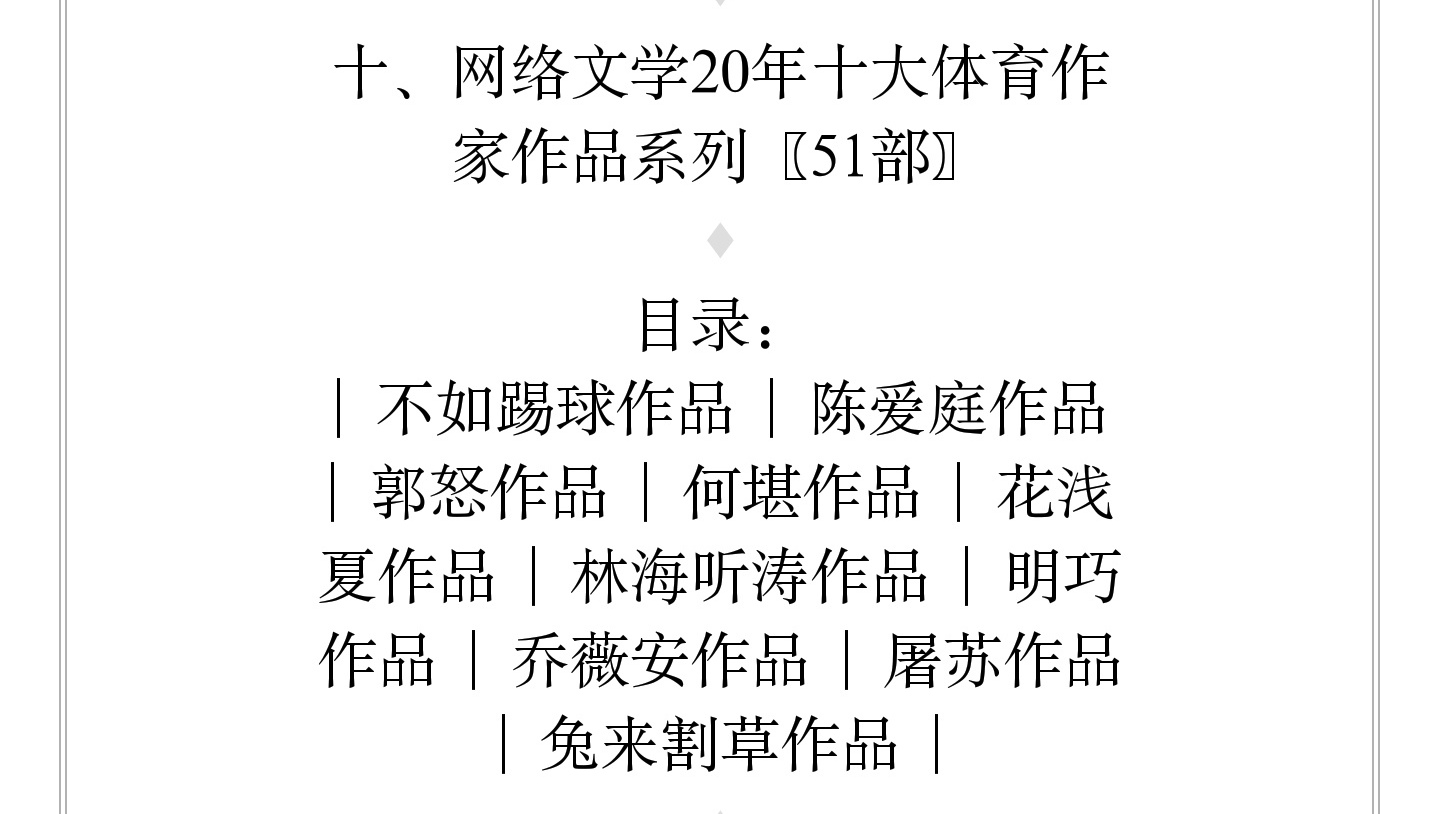 十、网络文学20年十大体育作
家作品系列〖51部〗
目录：
｜不如踢球作品｜陈爱庭作品
｜郭怒作品｜何堪作品｜花浅
夏作品｜林海听涛作品｜明巧
作品｜乔薇安作品｜屠苏作品
｜兔来割草作品｜